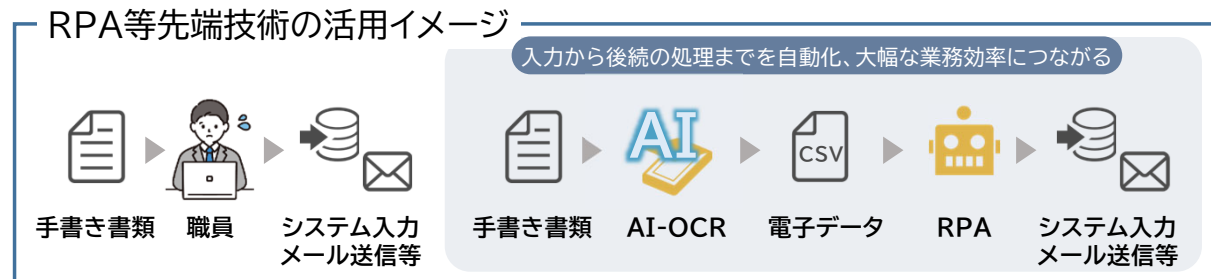 RPA等先端技術の活用イメージ
入力から後続の処理までを自動化、大幅な業務効率につながる
AI
CSV
手書き書類
職員
システム入力
メール送信等
手書き書類
AI-OCR
電子データ
RPA
システム入力
メール送信等